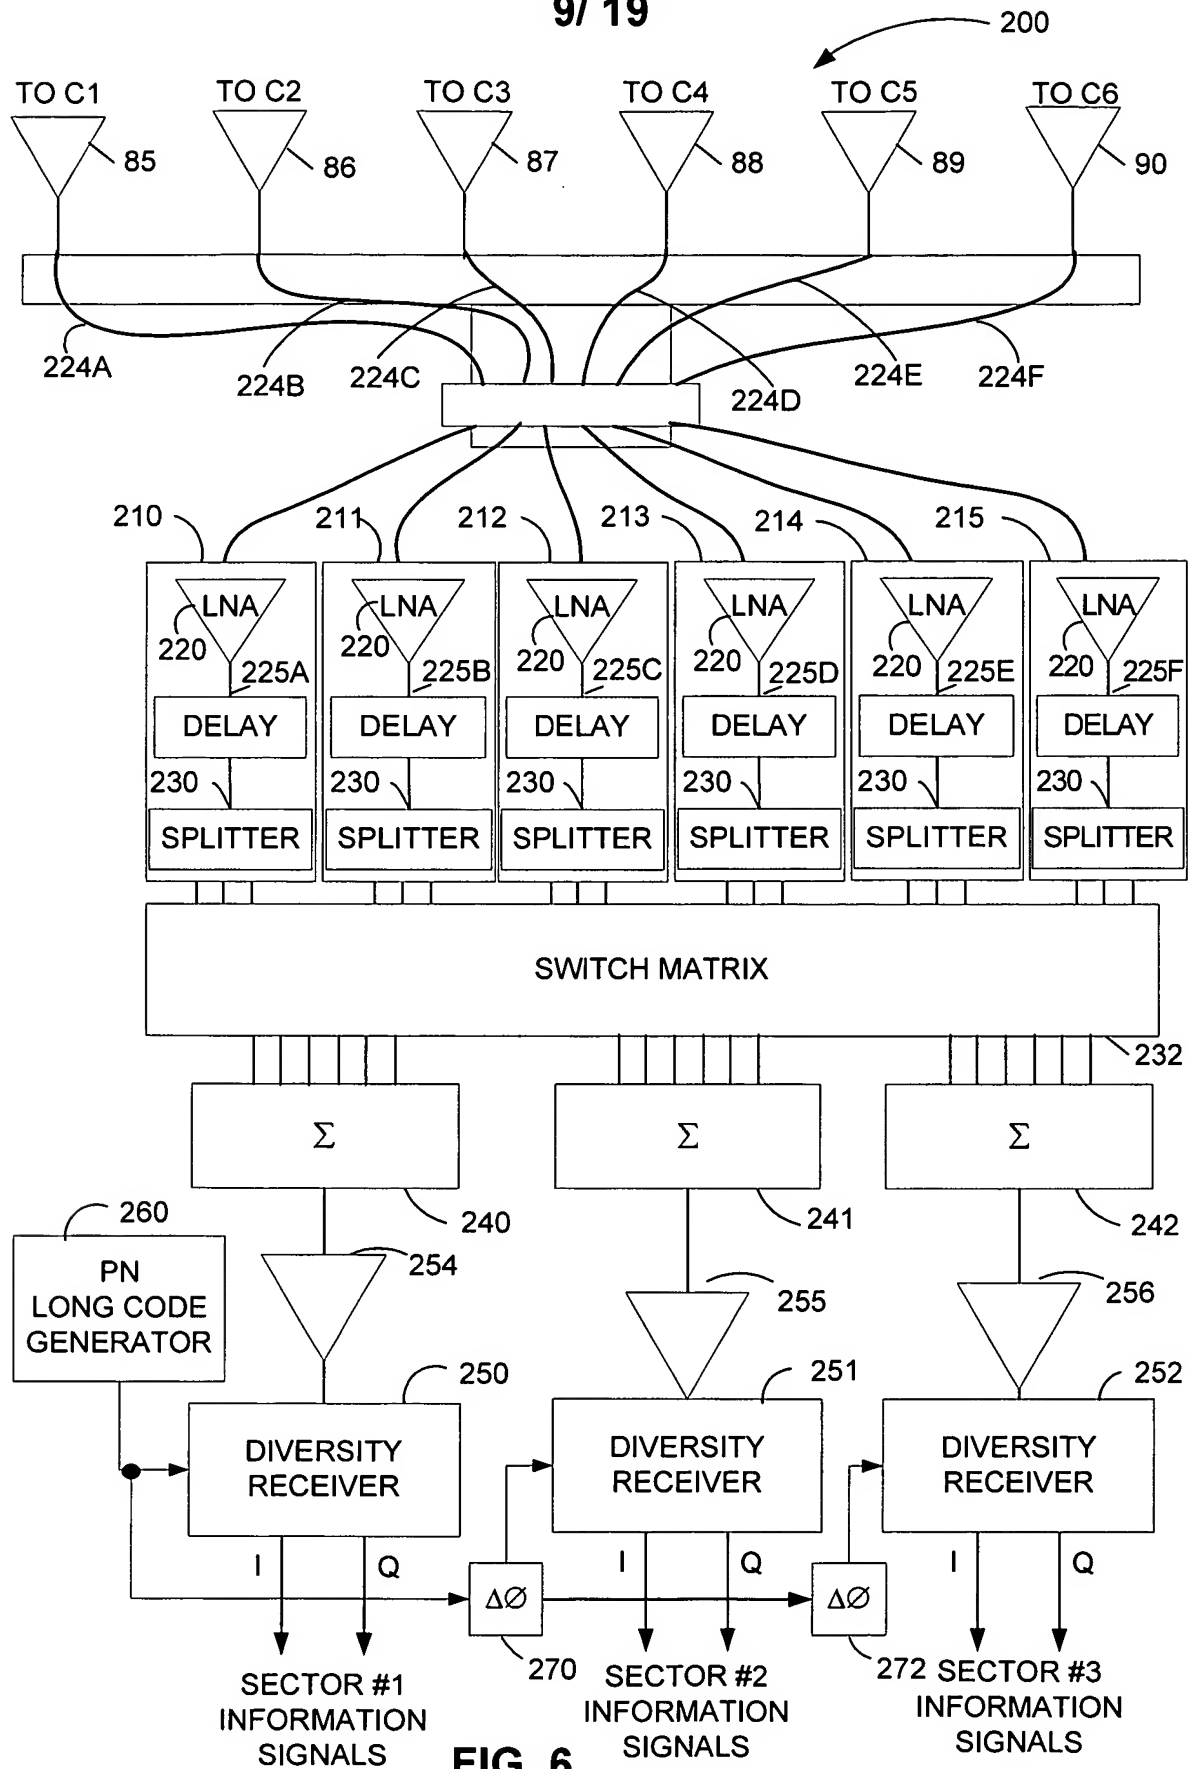 9/ 19
200
TO C1 TO C2 TO C3 TO C4 TO C5 TO C6
85 86 87 88 89 90
224A 224B 224C 224D 224E 224F
210 211 212 213 214 215
LNA LNA LNA LNA LNA LNA
220 220 220 220 220 220
225A 225B 225C 225D 225E 225F
DELAY DELAY DELAY DELAY DELAY DELAY
230 230 230 230 230 230
SPLITTER SPLITTER SPLITTER SPLITTER SPLITTER SPLITTER
SWITCH MATRIX
232
Σ Σ Σ
240 241 242
260
PN
LONG CODE
GENERATOR
254 255 256
250 251 252
DIVERSITY
RECEIVER
DIVERSITY
RECEIVER
DIVERSITY
RECEIVER
I Q I Q I Q
ΔØ ΔØ
270 272
SECTOR #1
INFORMATION
SIGNALS
SECTOR #2
INFORMATION
SIGNALS
SECTOR #3
INFORMATION
SIGNALS
FIG. 6